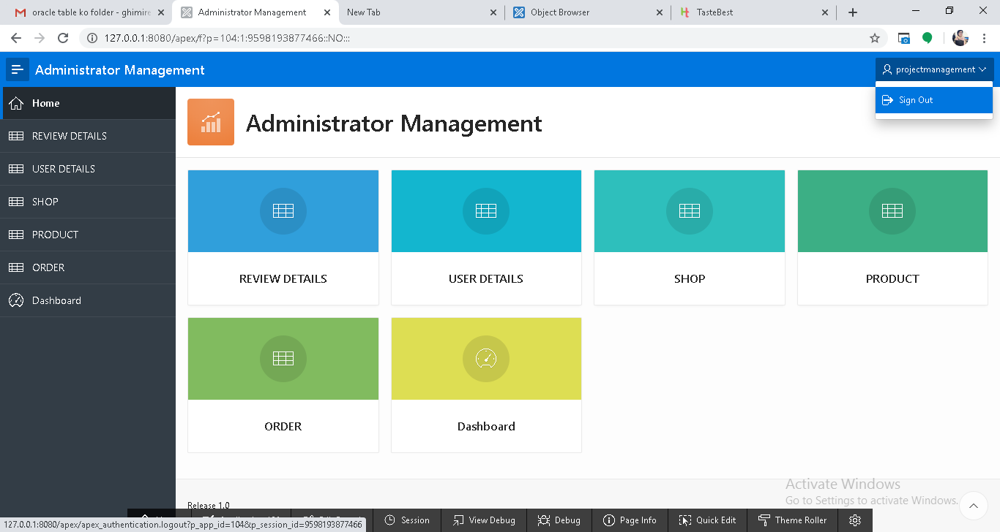 oracle table ko folder - ghimire
Administrator Management
New Tab
Object Browser
TasteBest
127.0.0.1:8080/apex/f?p=104:1:9598193877466::NO:::
Administrator Management
projectmanagement
Sign Out
Home
REVIEW DETAILS
USER DETAILS
SHOP
PRODUCT
ORDER
Dashboard
Administrator Management
REVIEW DETAILS
USER DETAILS
SHOP
PRODUCT
ORDER
Dashboard
Release 1.0
Activate Windows
Go to Settings to activate Windows.
127.0.0.1:8080/apex/apex_authentication.logout?p_app_id=104&p_session_id=9598193877466
Session
View Debug
Debug
Page Info
Quick Edit
Theme Roller